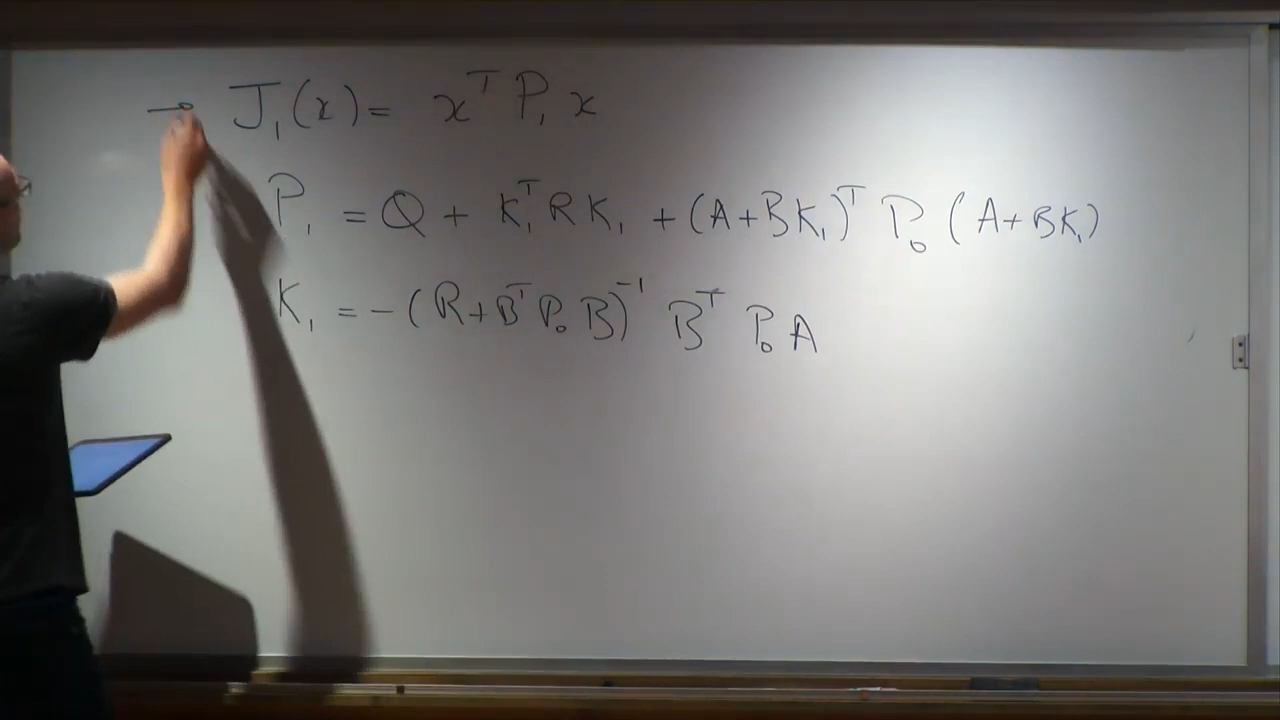 → J₁(x) = xᵀ P₁ x
P₁ = Q + K₁ᵀ R K₁ + (A + BK₁)ᵀ P₀ (A + BK₁)
K₁ = -(R + Bᵀ P₀ B)⁻¹ Bᵀ P₀ A